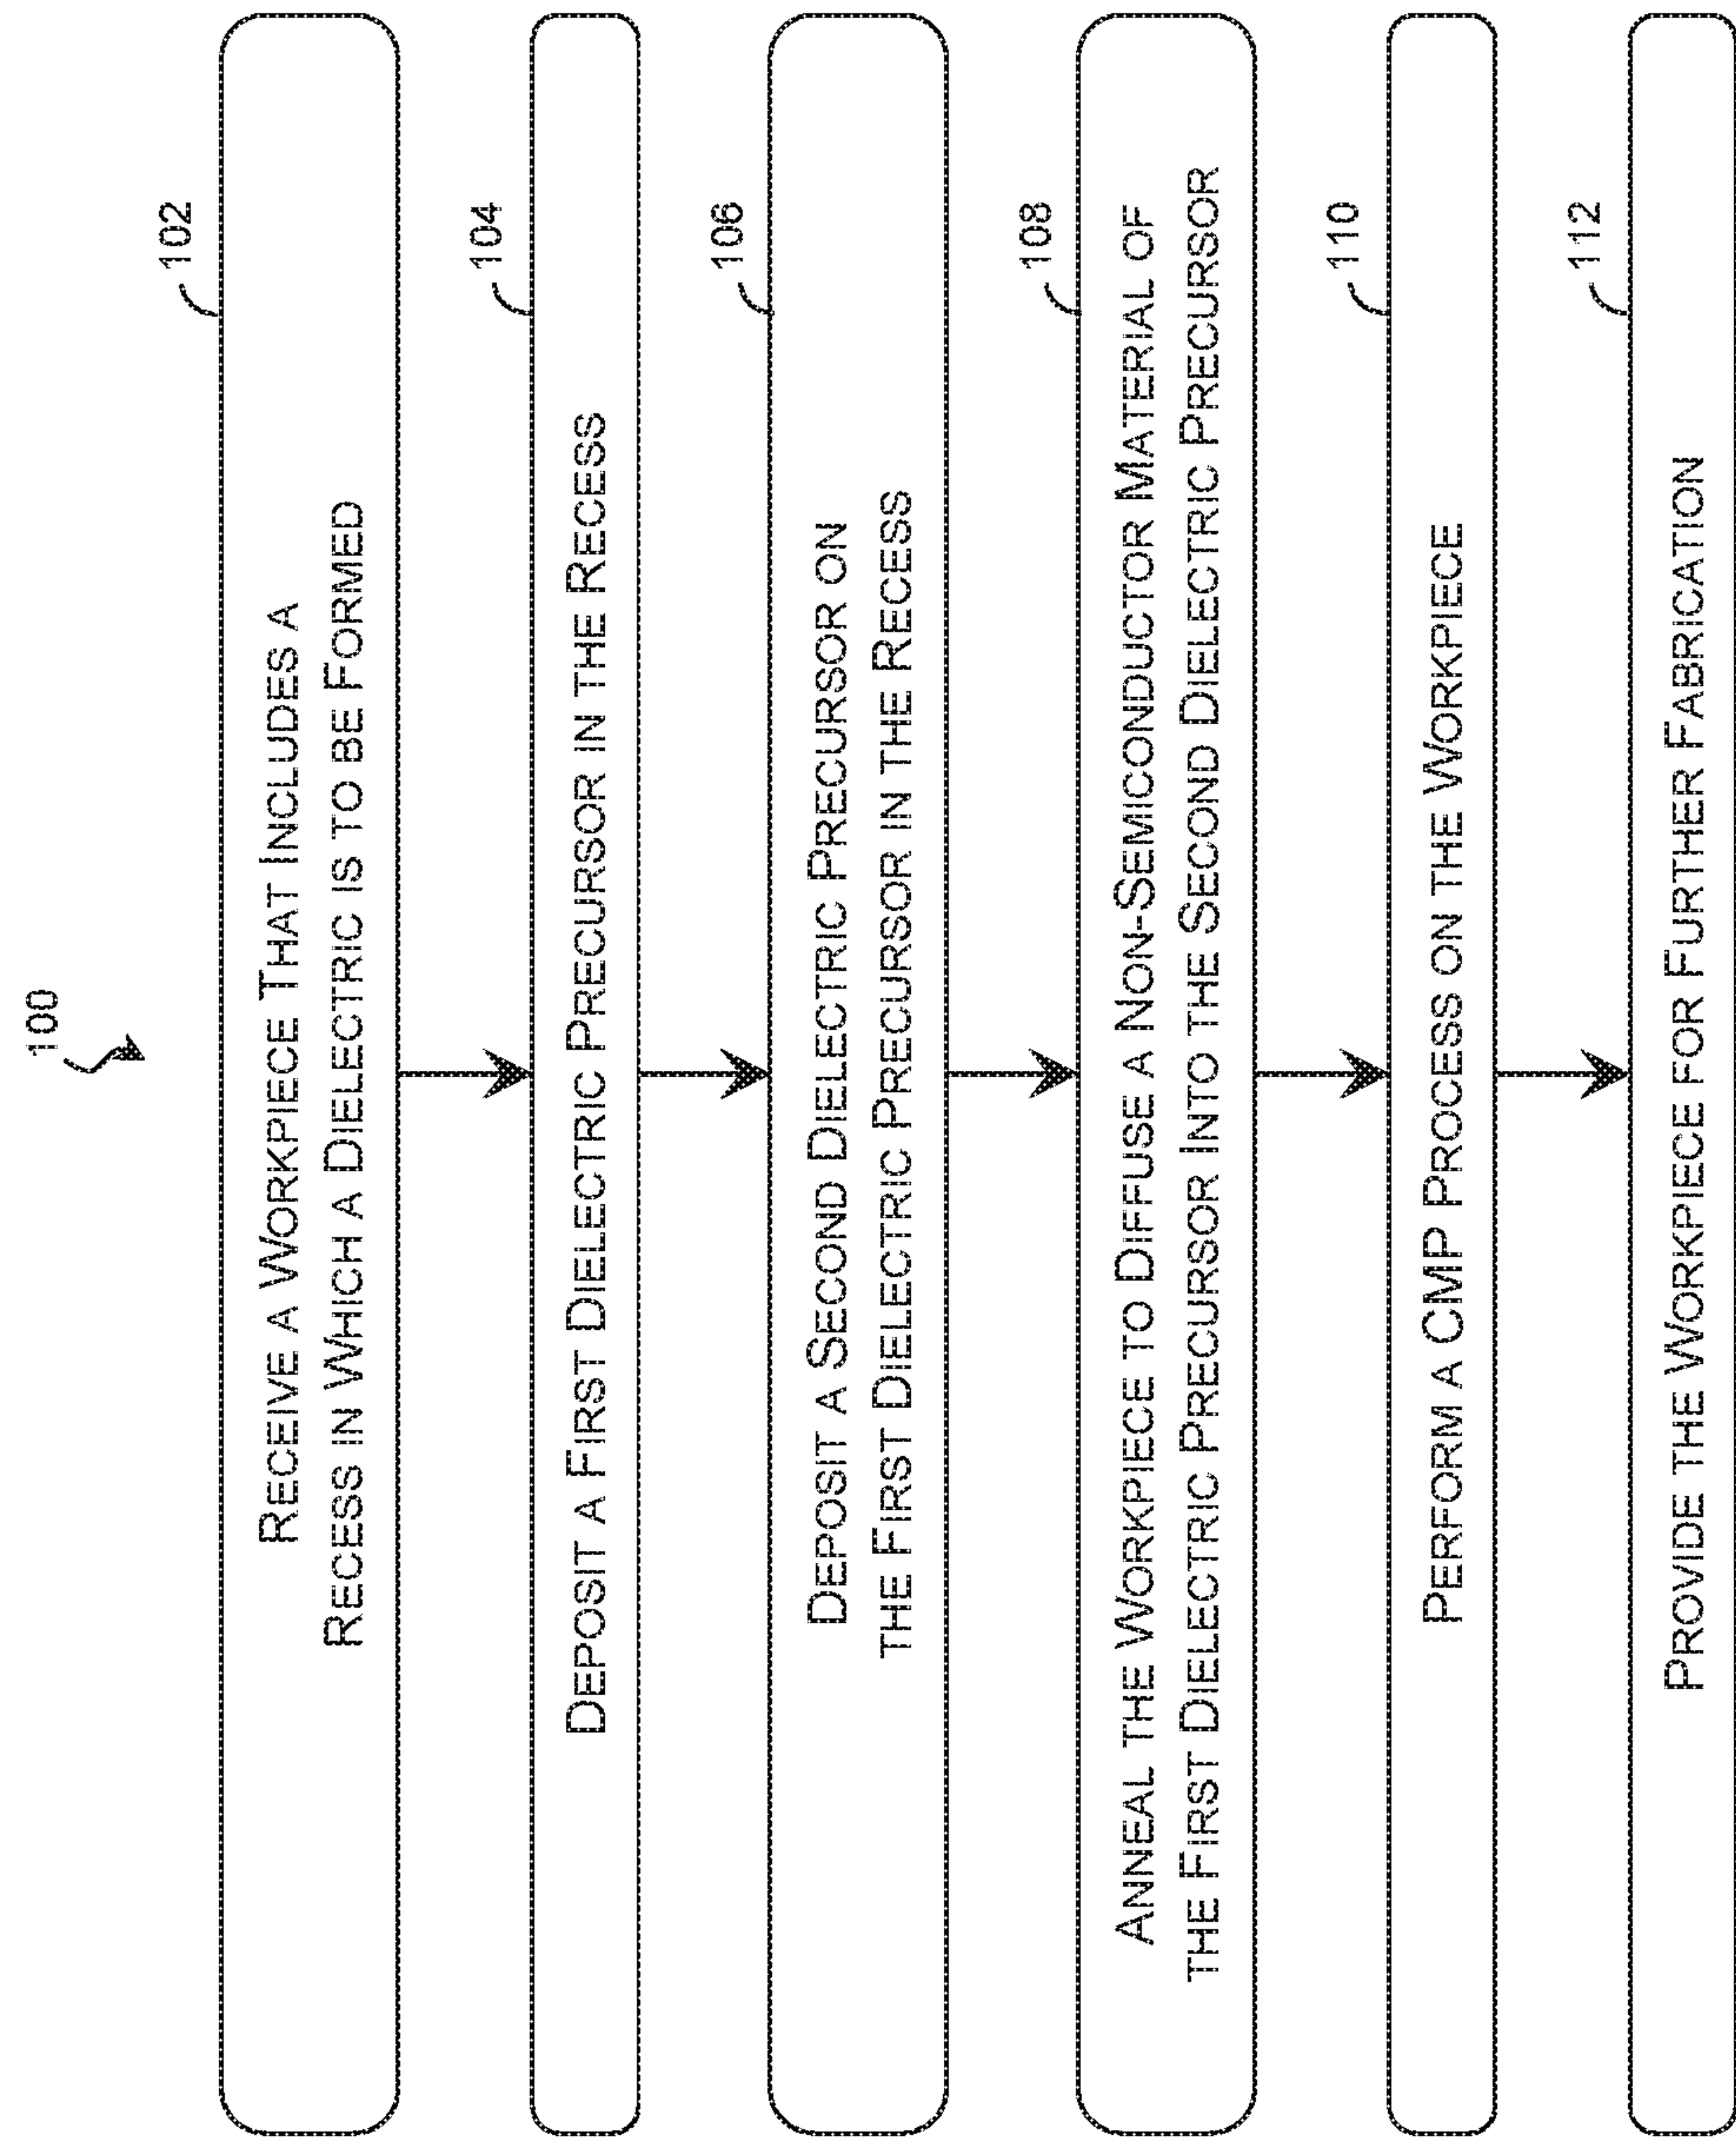 100
102
RECEIVE A WORKPIECE THAT INCLUDES A
RECESS IN WHICH A DIELECTRIC IS TO BE FORMED
104
DEPOSIT A FIRST DIELECTRIC PRECURSOR IN THE RECESS
106
DEPOSIT A SECOND DIELECTRIC PRECURSOR ON
THE FIRST DIELECTRIC PRECURSOR IN THE RECESS
108
ANNEAL THE WORKPIECE TO DIFFUSE A NON-SEMICONDUCTOR MATERIAL OF
THE FIRST DIELECTRIC PRECURSOR INTO THE SECOND DIELECTRIC PRECURSOR
110
PERFORM A CMP PROCESS ON THE WORKPIECE
112
PROVIDE THE WORKPIECE FOR FURTHER FABRICATION